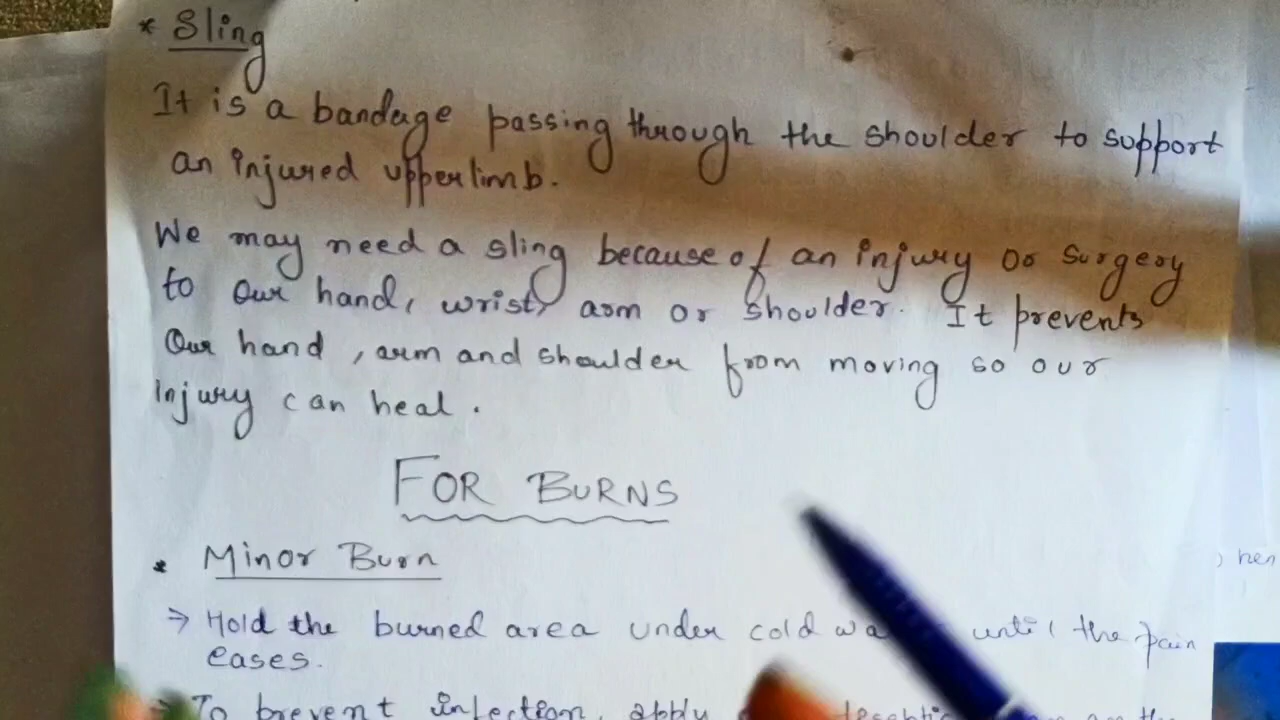 * Sling
It is a bandage passing through the shoulder to support
an injured upperlimb.
We may need a sling because of an injury or surgery
to our hand, wrist, arm or shoulder. It prevents
Our hand, arm and shoulder from moving so our
injury can heal.
FOR BURNS
* Minor Burn
→ Hold the burned area under cold until the pain
eases.
To prevent infection, apply